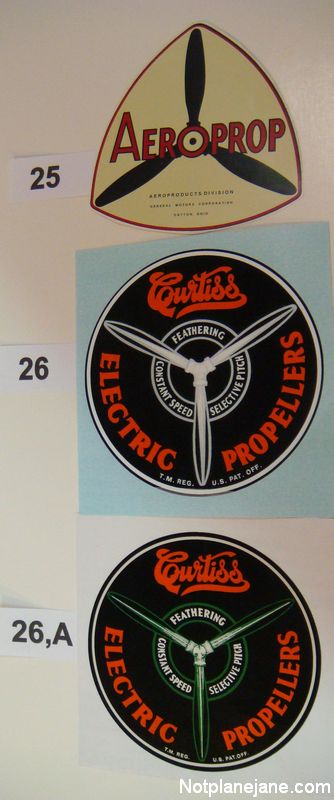 25
AEROPROP
AEROPRODUCTS DIVISION
GENERAL MOTORS CORPORATION
DAYTON, OHIO
26
Curtiss
FEATHERING
CONSTANT SPEED
SELECTIVE PITCH
ELECTRIC
PROPELLERS
T.M. REG. U.S. PAT. OFF.
26,A
Curtiss
FEATHERING
CONSTANT SPEED
SELECTIVE PITCH
ELECTRIC
PROPELLERS
T.M. REG. U.S. PAT. OFF.
Notplanejane.com